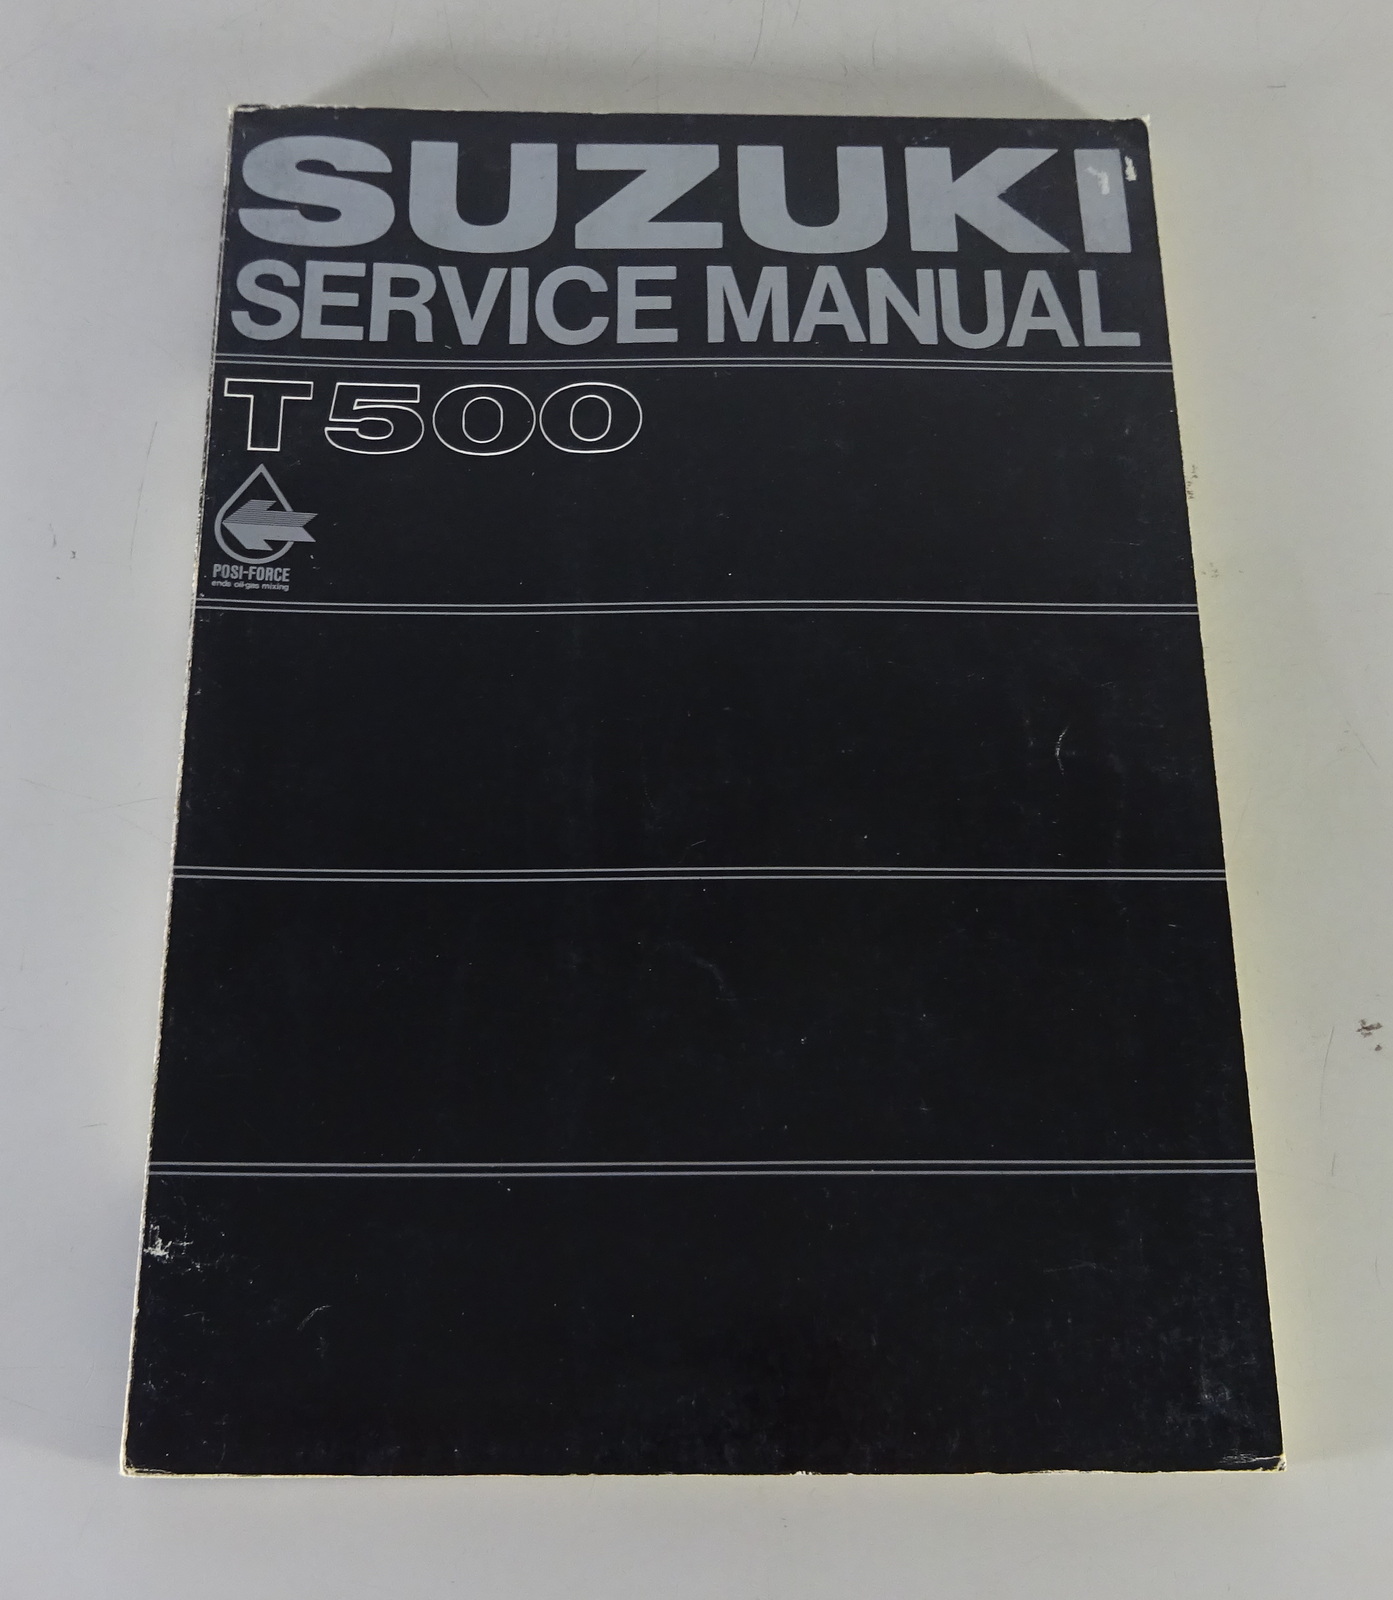 SUZUKI
SERVICE MANUAL
T500
POSI-FORCE
ends oil-gas mixing